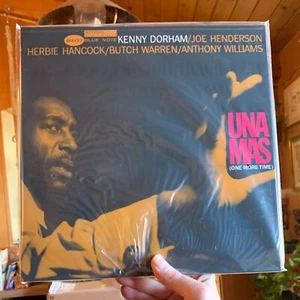 BLUE NOTE KENNY DORHAM/JOE HENDERSON
HERBIE HANCOCK/BUTCH WARREN/ANTHONY WILLIAMS
UNA
MAS
(ONE MORE TIME)